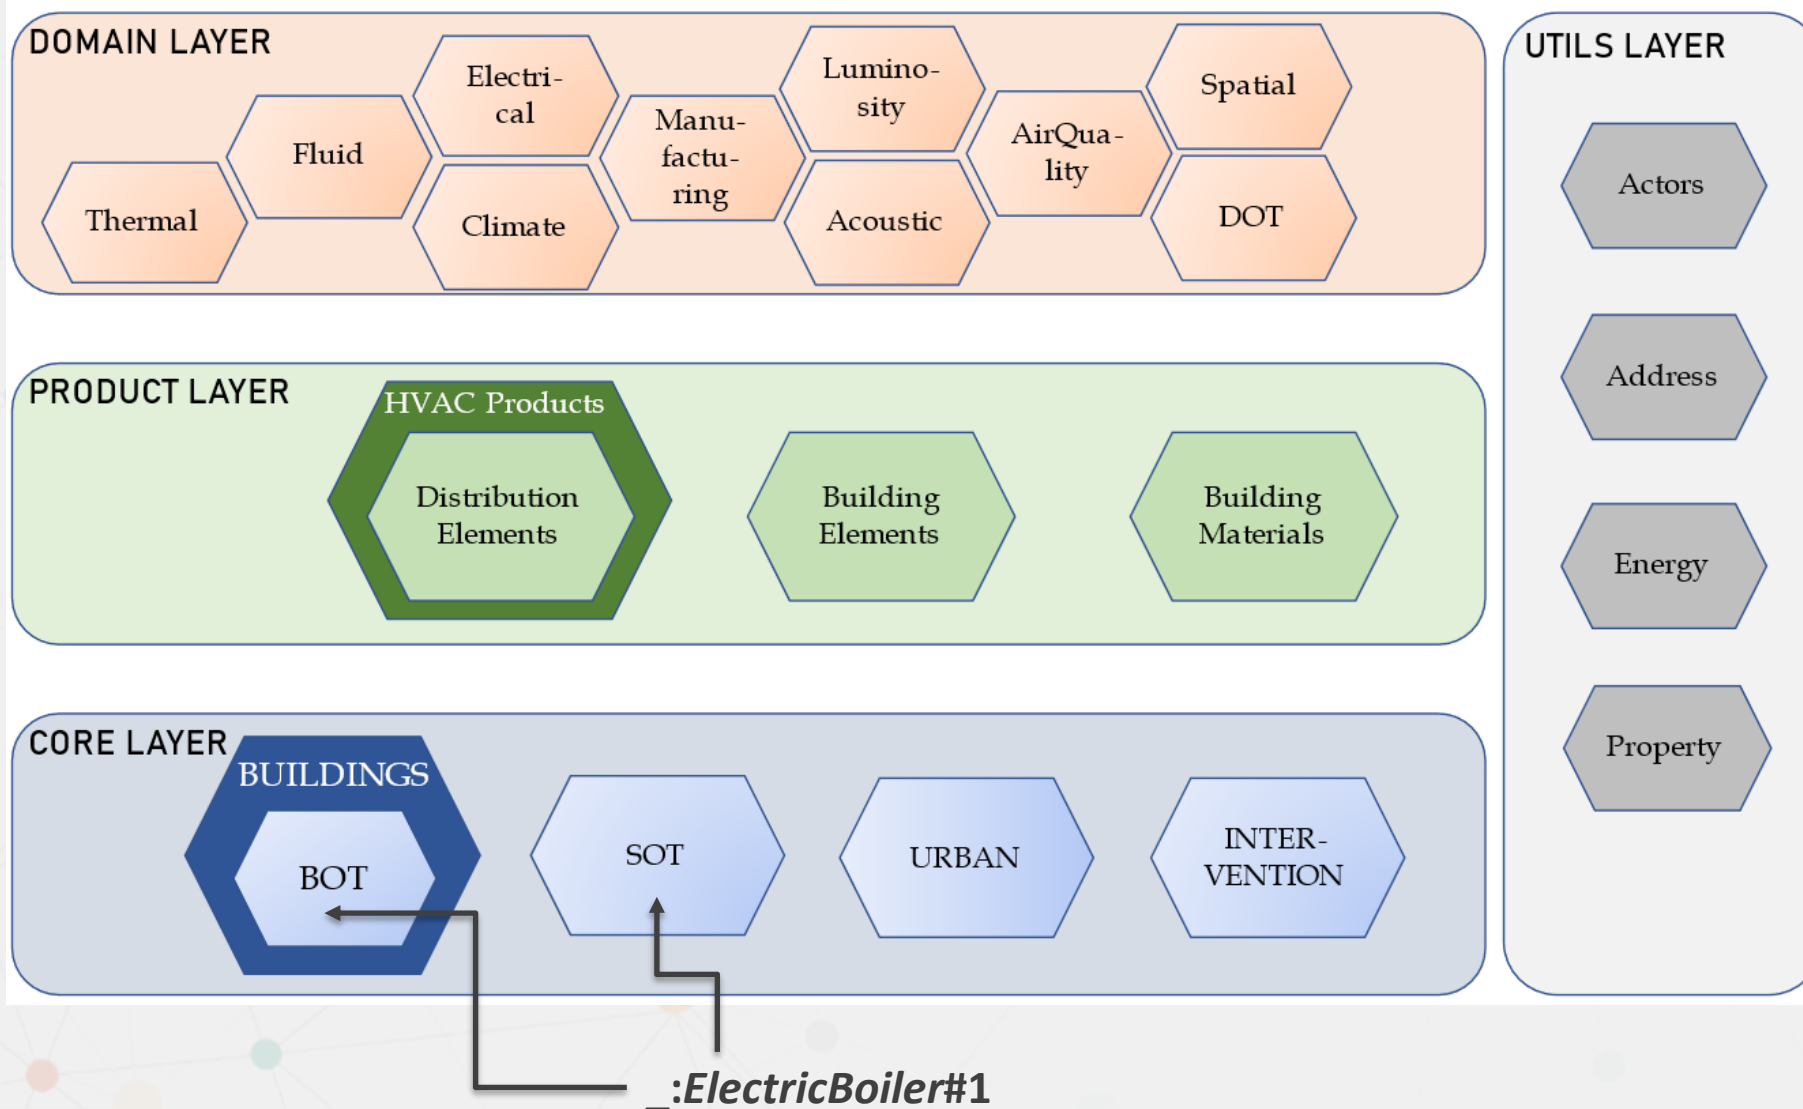 DOMAIN LAYER
Thermal
Fluid
Electri-
cal
Climate
Manu-
factu-
ring
Lumino-
sity
Acoustic
AirQua-
lity
Spatial
DOT
PRODUCT LAYER
HVAC Products
Distribution
Elements
Building
Elements
Building
Materials
CORE LAYER
BUILDINGS
BOT
SOT
URBAN
INTER-
VENTION
_:ElectricBoiler#1
UTILS LAYER
Actors
Address
Energy
Property